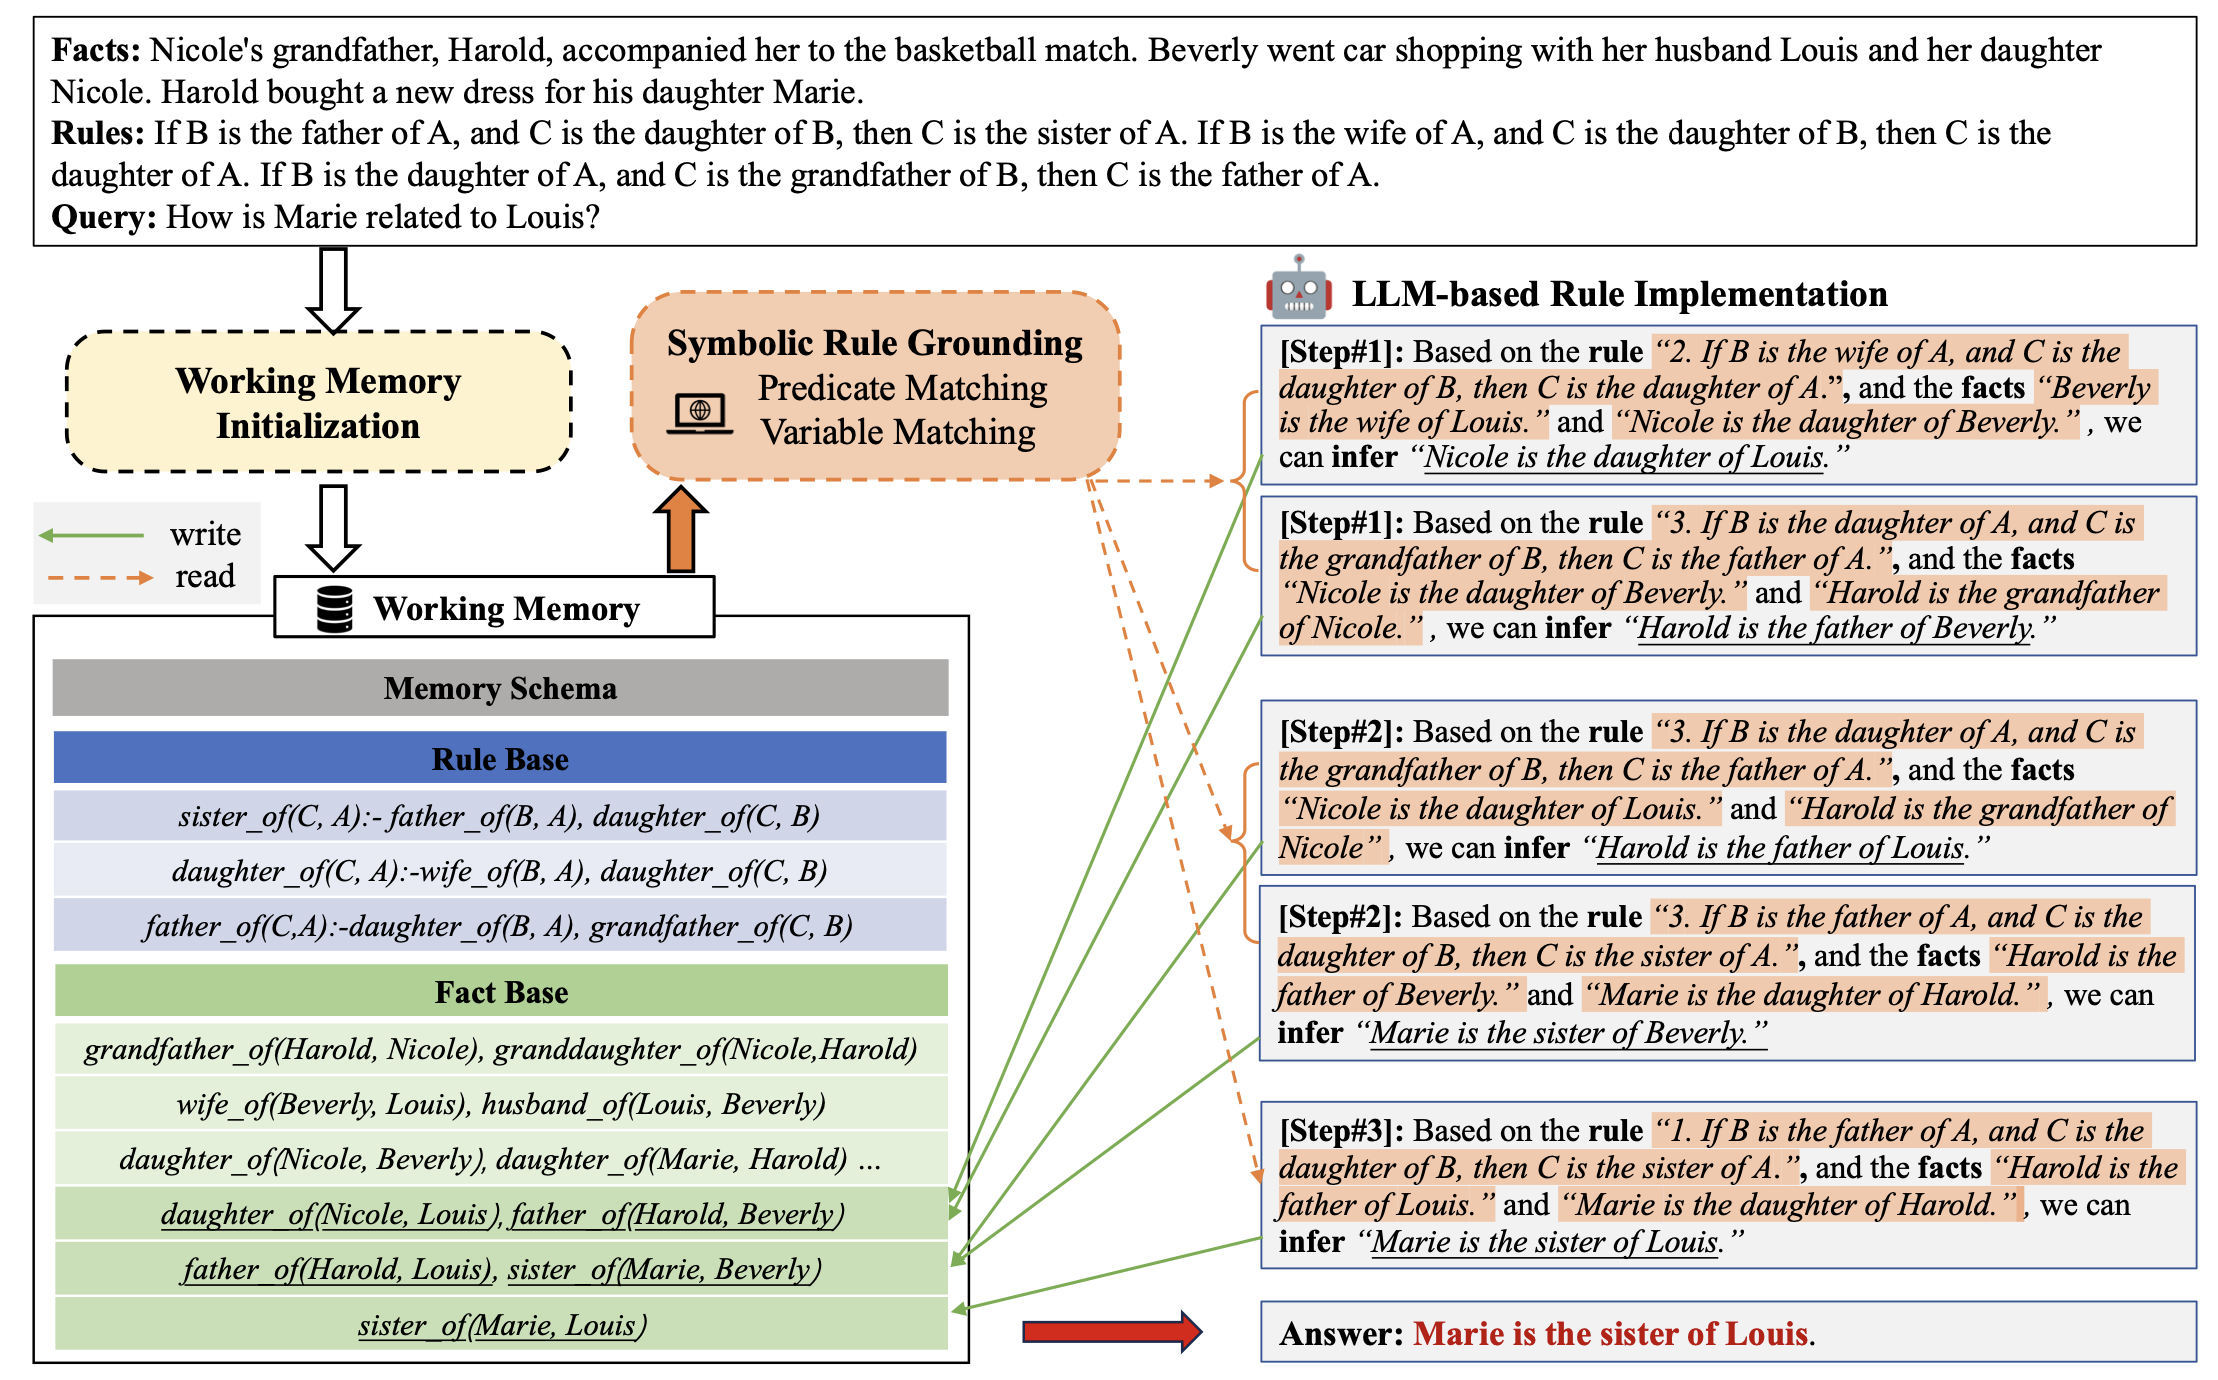 Facts: Nicole's grandfather, Harold, accompanied her to the basketball match. Beverly went car shopping with her husband Louis and her daughter
Nicole. Harold bought a new dress for his daughter Marie.
Rules: If B is the father of A, and C is the daughter of B, then C is the sister of A. If B is the wife of A, and C is the daughter of B, then C is the
daughter of A. If B is the daughter of A, and C is the grandfather of B, then C is the father of A.
Query: How is Marie related to Louis?
Working Memory
Initialization
Symbolic Rule Grounding
Predicate Matching
Variable Matching
write
read
Working Memory
Memory Schema
Rule Base
sister_of(C, A):- father_of(B, A), daughter_of(C, B)
daughter_of(C, A):-wife_of(B, A), daughter_of(C, B)
father_of(C,A):-daughter_of(B, A), grandfather_of(C, B)
Fact Base
grandfather_of(Harold, Nicole), granddaughter_of(Nicole,Harold)
wife_of(Beverly, Louis), husband_of(Louis, Beverly)
daughter_of(Nicole, Beverly), daughter_of(Marie, Harold) ...
daughter_of(Nicole, Louis), father_of(Harold, Beverly)
father_of(Harold, Louis), sister_of(Marie, Beverly)
sister_of(Marie, Louis)
LLM-based Rule Implementation
[Step#1]: Based on the rule “2. If B is the wife of A, and C is the
daughter of B, then C is the daughter of A.”, and the facts “Beverly
is the wife of Louis.” and “Nicole is the daughter of Beverly.” , we
can infer “Nicole is the daughter of Louis.”
[Step#1]: Based on the rule “3. If B is the daughter of A, and C is
the grandfather of B, then C is the father of A.”, and the facts
“Nicole is the daughter of Beverly.” and “Harold is the grandfather
of Nicole.” , we can infer “Harold is the father of Beverly.”
[Step#2]: Based on the rule “3. If B is the daughter of A, and C is
the grandfather of B, then C is the father of A.”, and the facts
“Nicole is the daughter of Louis.” and “Harold is the grandfather of
Nicole” , we can infer “Harold is the father of Louis.”
[Step#2]: Based on the rule “3. If B is the father of A, and C is the
daughter of B, then C is the sister of A.”, and the facts “Harold is the
father of Beverly.” and “Marie is the daughter of Harold.” , we can
infer “Marie is the sister of Beverly.”
[Step#3]: Based on the rule “1. If B is the father of A, and C is the
daughter of B, then C is the sister of A.”, and the facts “Harold is the
father of Louis.” and “Marie is the daughter of Harold.”, we can
infer “Marie is the sister of Louis.”
Answer: Marie is the sister of Louis.